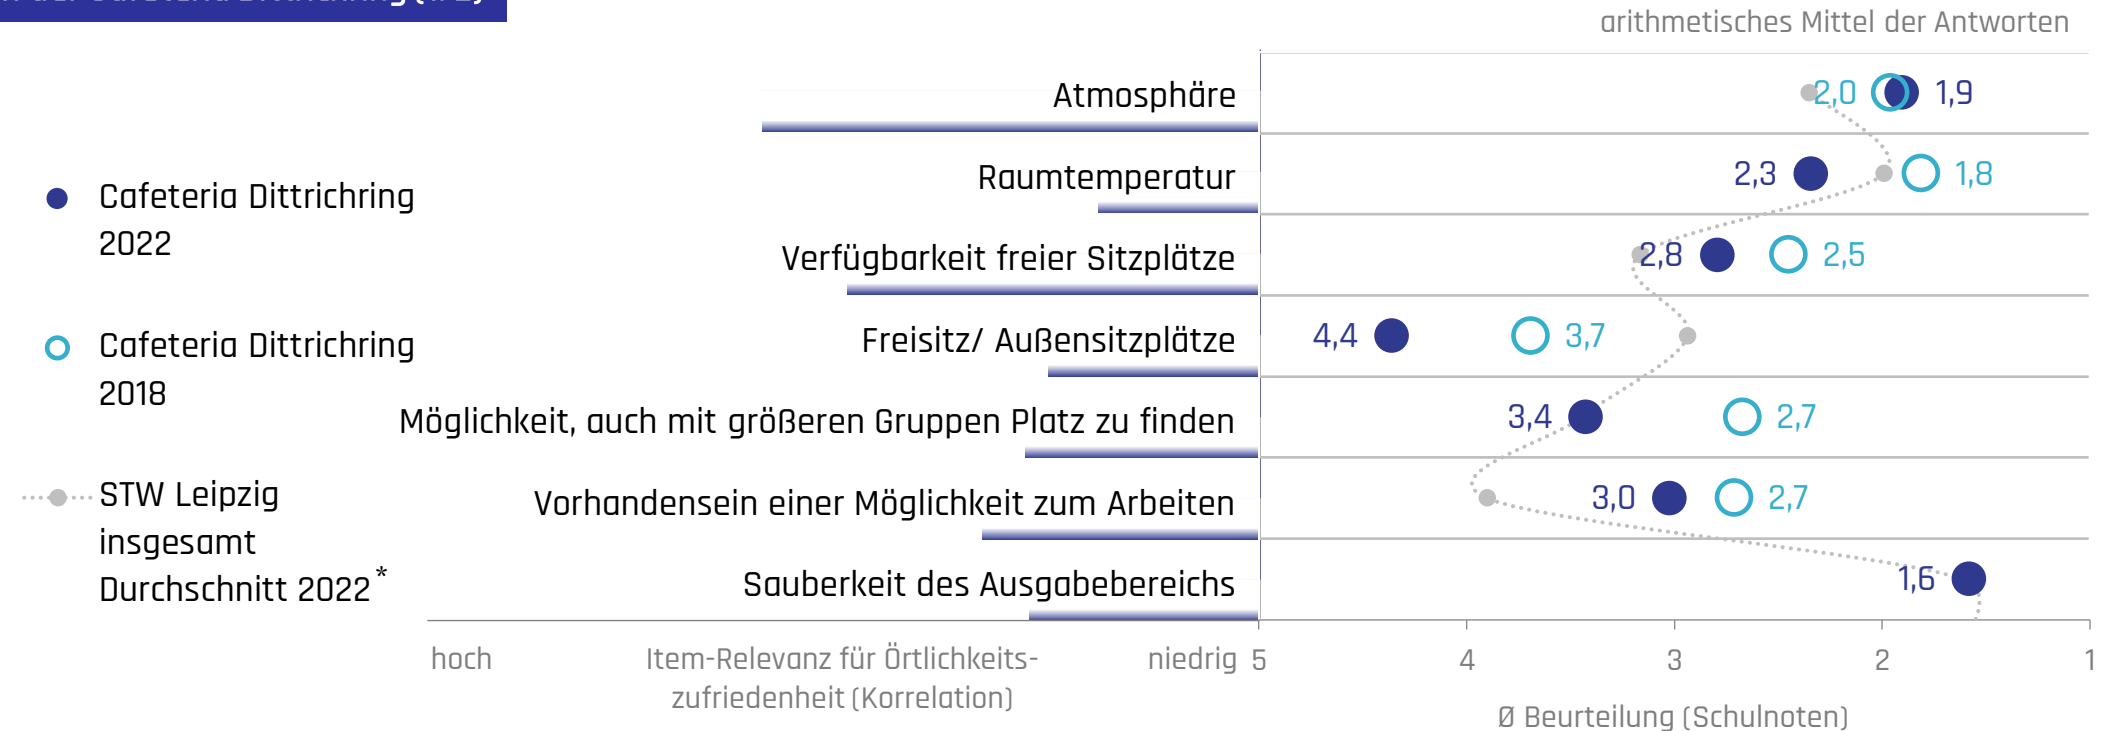 arithmetisches Mittel der Antworten
Atmosphäre
2,0
1,9
Cafeteria Dittrichring
2022
Raumtemperatur
2,3
1,8
Verfügbarkeit freier Sitzplätze
2,8
2,5
Cafeteria Dittrichring
2018
Freisitz/ Außensitzplätze
4,4
3,7
Möglichkeit, auch mit größeren Gruppen Platz zu finden
3,4
2,7
STW Leipzig
insgesamt
Durchschnitt 2022*
Vorhandensein einer Möglichkeit zum Arbeiten
3,0
2,7
Sauberkeit des Ausgabebereichs
1,6
hoch
Item-Relevanz für Örtlichkeits-
zufriedenheit (Korrelation)
niedrig
5 4 3 2 1
Ø Beurteilung (Schulnoten)